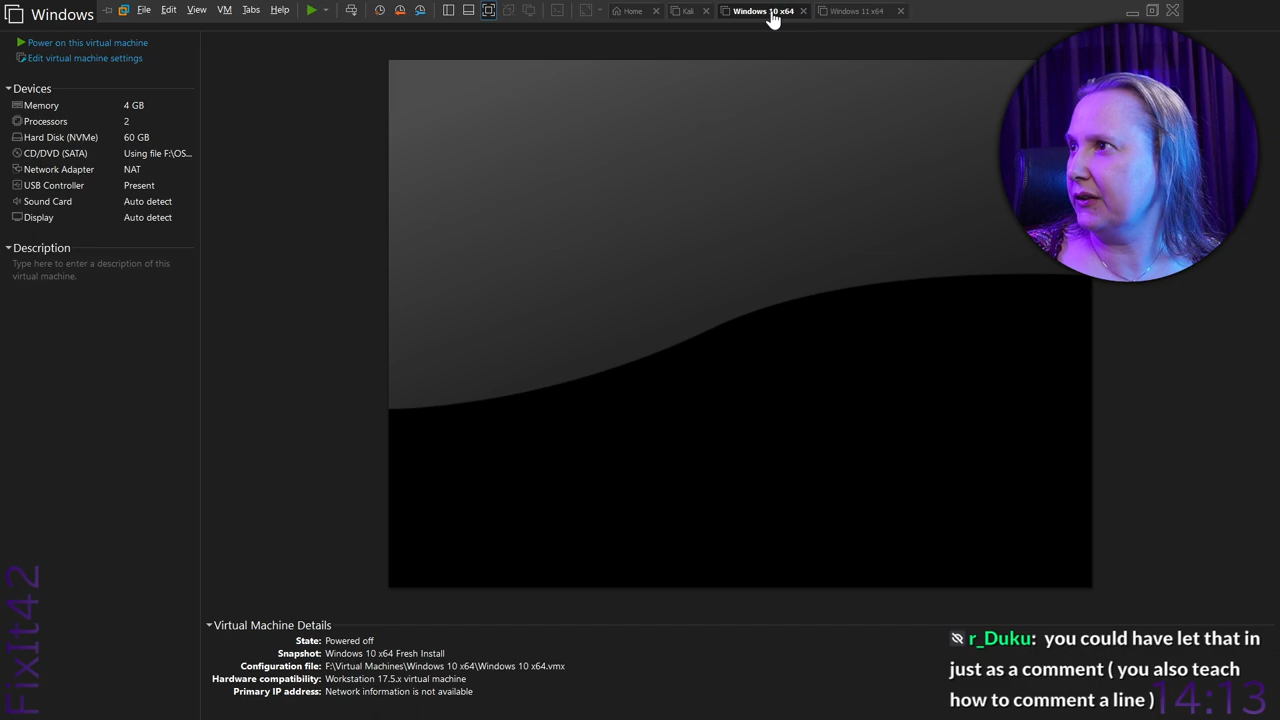 Windows File Edit View VM Tabs Help Home Kali Windows 10 x64 Windows 11 x64
Power on this virtual machine
Edit virtual machine settings
Devices
Memory 4 GB
Processors 2
Hard Disk (NVMe) 60 GB
CD/DVD (SATA) Using file F:\OS...
Network Adapter NAT
USB Controller Present
Sound Card Auto detect
Display Auto detect
Description
Type here to enter a description of this
virtual machine.
Virtual Machine Details
State: Powered off
Snapshot: Windows 10 x64 Fresh Install
Configuration file: F:\Virtual Machines\Windows 10 x64\Windows 10 x64.vmx
Hardware compatibility: Workstation 17.5.x virtual machine
Primary IP address: Network information is not available
FixIt42
r_Duku: you could have let that in
just as a comment ( you also teach
how to comment a line )
14:13